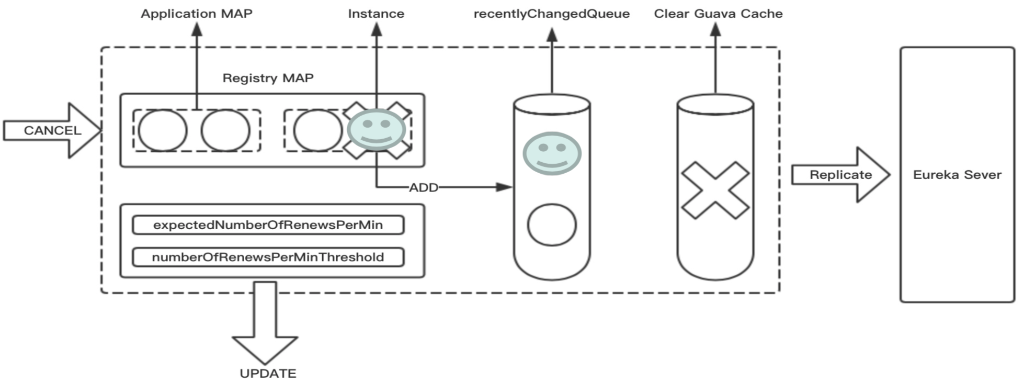 Application MAP
Instance
recentlyChangedQueue
Clear Guava Cache
Registry MAP
CANCEL
ADD
Replicate
Eureka Sever
expectedNumberOfRenewsPerMin
numberOfRenewsPerMinThreshold
UPDATE